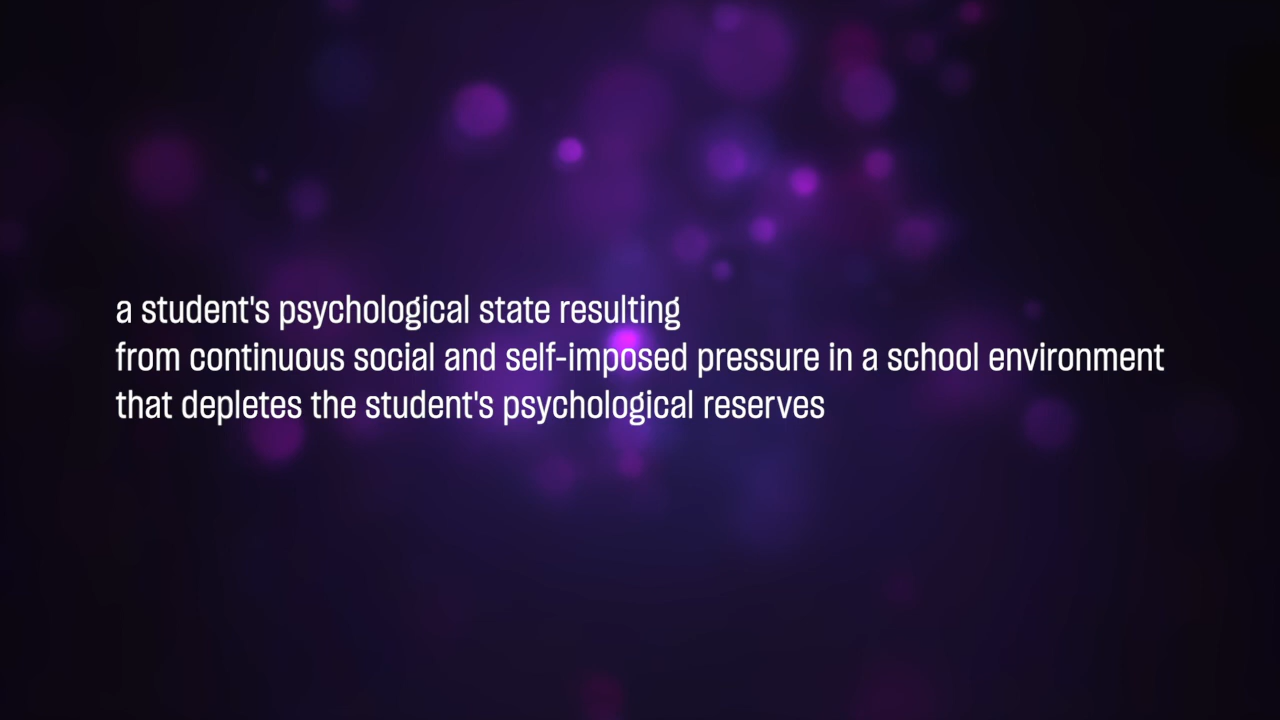 a student's psychological state resulting
from continuous social and self-imposed pressure in a school environment
that depletes the student's psychological reserves